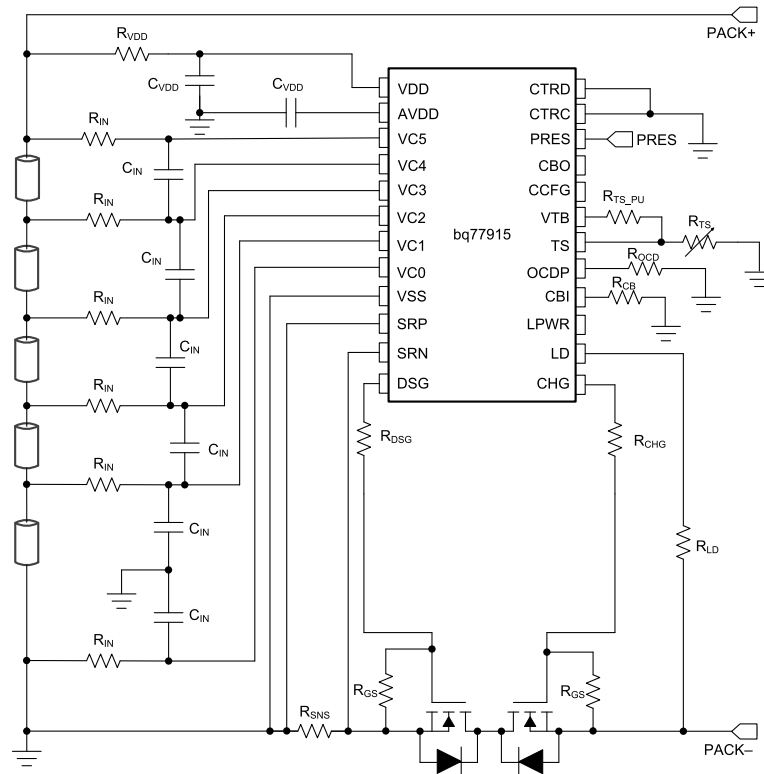 PACK+
RVDD
CVDD
CVDD
VDD
CTRD
AVDD
CTRC
RIN
VC5
PRES
PRES
CIN
VC4
CBO
RIN
VC3
CCFG
RTS_PU
VC2
VTB
RTS
bq77915
CIN
VC1
TS
ROCD
VC0
OCDP
RCB
RIN
VSS
CBI
SRP
LPWR
CIN
SRN
LD
RIN
DSG
CHG
RDSG
RCHG
CIN
RIN
CIN
RLD
CIN
RIN
RGS
RGS
RSNS
PACK–